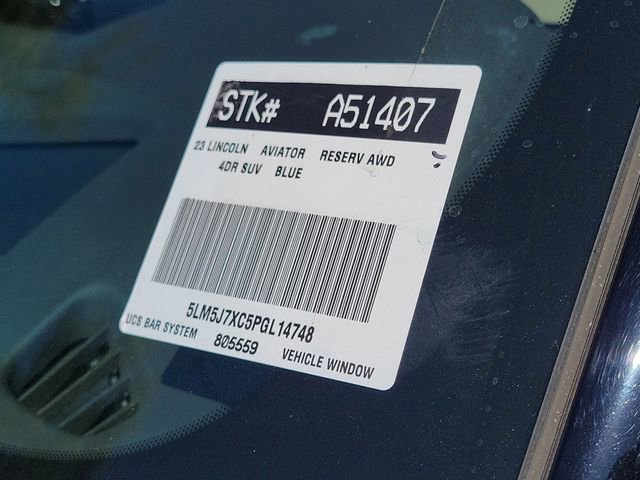 STK# A51407
23 LINCOLN AVIATOR RESERV AWD
4DR SUV BLUE
5LM5J7XC5PGL14748
UCS BAR SYSTEM 805559 VEHICLE WINDOW